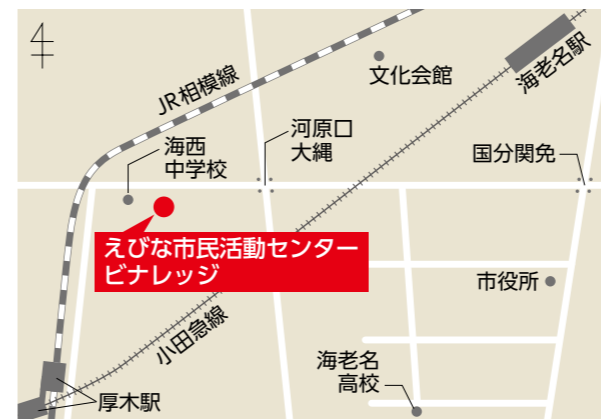 JR相模線
文化会館
海老名駅
海西
中学校
河原口
大縄
国分関免
えびな市民活動センター
ビナレッジ
小田急線
市役所
海老名
高校
厚木駅